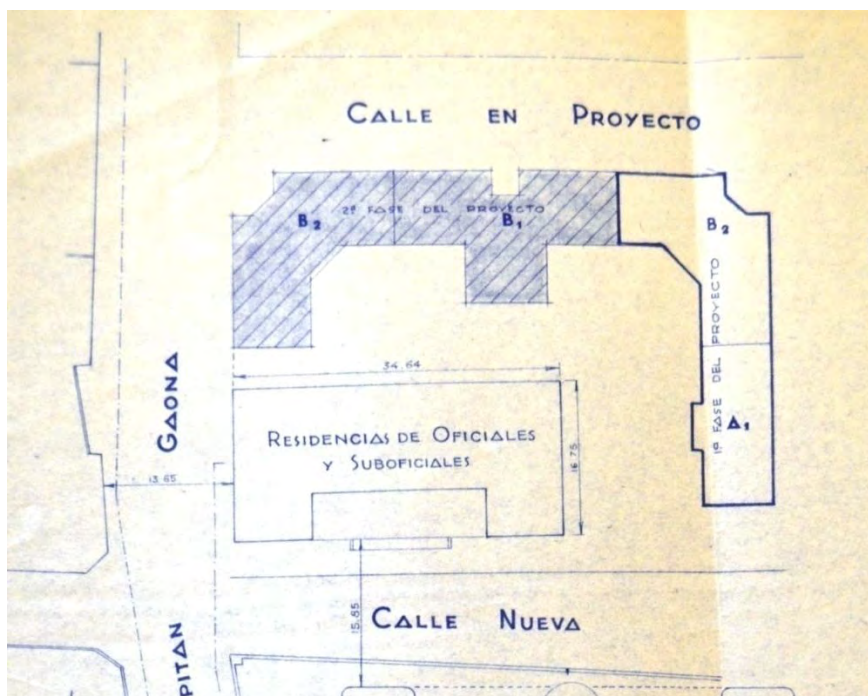 CALLE EN PROYECTO
B2
2ª FASE DEL PROYECTO
B1
B2
1ª FASE DEL PROYECTO
A1
34.64
GAONA
RESIDENCIAS DE OFICIALES
Y SUBOFICIALES
16.75
13.65
15.65
CALLE NUEVA
PITAN